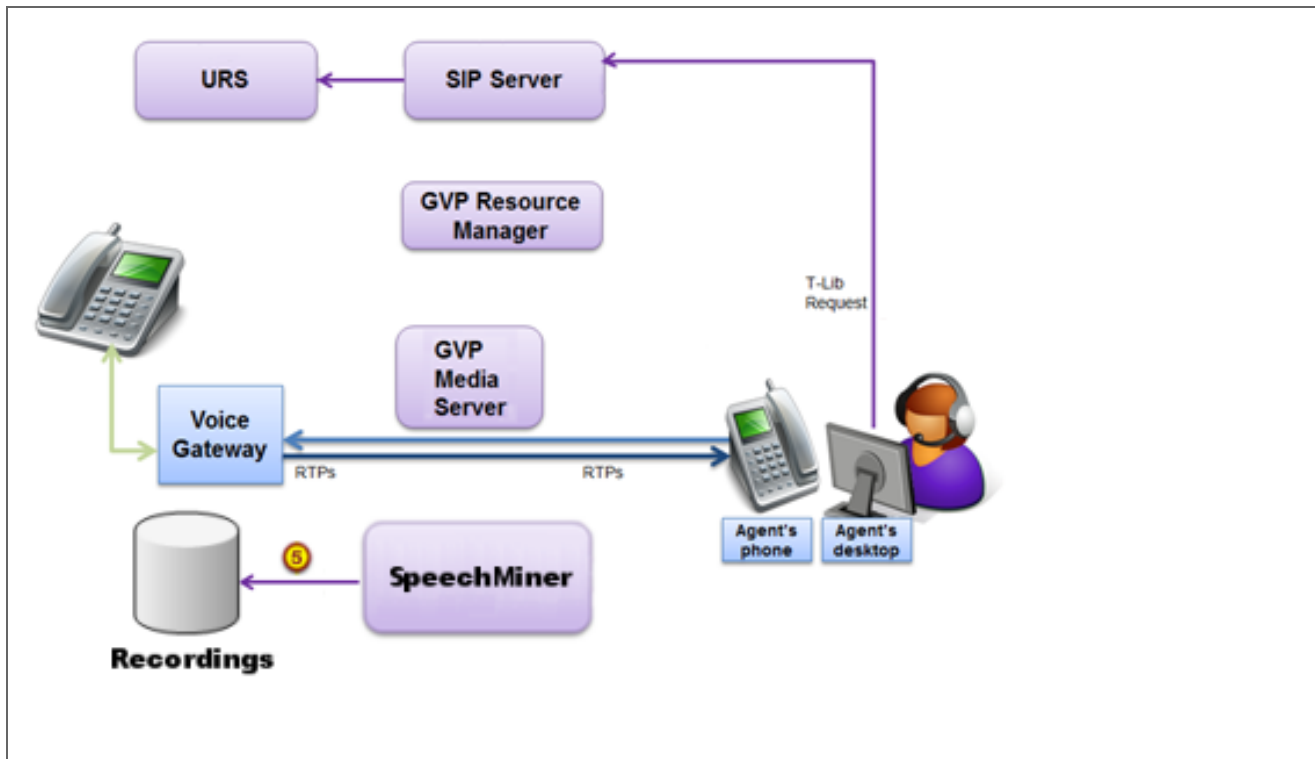 URS
SIP Server
GVP Resource
Manager
T-Lib
Request
GVP
Media
Server
Voice
Gateway
RTPs
RTPs
Agent's
phone
Agent's
desktop
5
SpeechMiner
Recordings